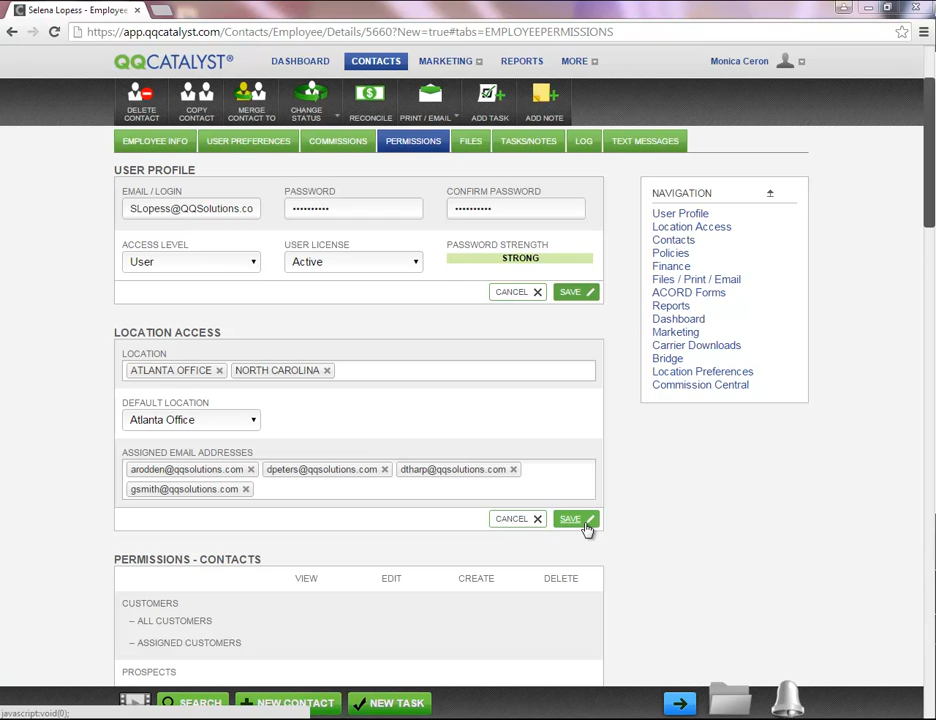 Selena Lopess - Employee
https://app.qqcatalyst.com/Contacts/Employee/Details/5660?New=true#tabs=EMPLOYEEPERMISSIONS
QQCATALYST® DASHBOARD CONTACTS MARKETING REPORTS MORE Monica Ceron
DELETE CONTACT
COPY CONTACT
MERGE CONTACT TO
CHANGE STATUS
RECONCILE
PRINT / EMAIL
ADD TASK
ADD NOTE
EMPLOYEE INFO USER PREFERENCES COMMISSIONS PERMISSIONS FILES TASKS/NOTES LOG TEXT MESSAGES
USER PROFILE
EMAIL / LOGIN PASSWORD CONFIRM PASSWORD
SLopess@QQSolutions.co •••••••••• ••••••••••
ACCESS LEVEL USER LICENSE PASSWORD STRENGTH
User Active STRONG
CANCEL SAVE
LOCATION ACCESS
LOCATION
ATLANTA OFFICE NORTH CAROLINA
DEFAULT LOCATION
Atlanta Office
ASSIGNED EMAIL ADDRESSES
arodden@qqsolutions.com dpeters@qqsolutions.com dtharp@qqsolutions.com
gsmith@qqsolutions.com
CANCEL SAVE
PERMISSIONS - CONTACTS
VIEW EDIT CREATE DELETE
CUSTOMERS
– ALL CUSTOMERS
– ASSIGNED CUSTOMERS
PROSPECTS
NAVIGATION
User Profile
Location Access
Contacts
Policies
Finance
Files / Print / Email
ACORD Forms
Reports
Dashboard
Marketing
Carrier Downloads
Bridge
Location Preferences
Commission Central
SEARCH NEW CONTACT NEW TASK
javascript:void(0);